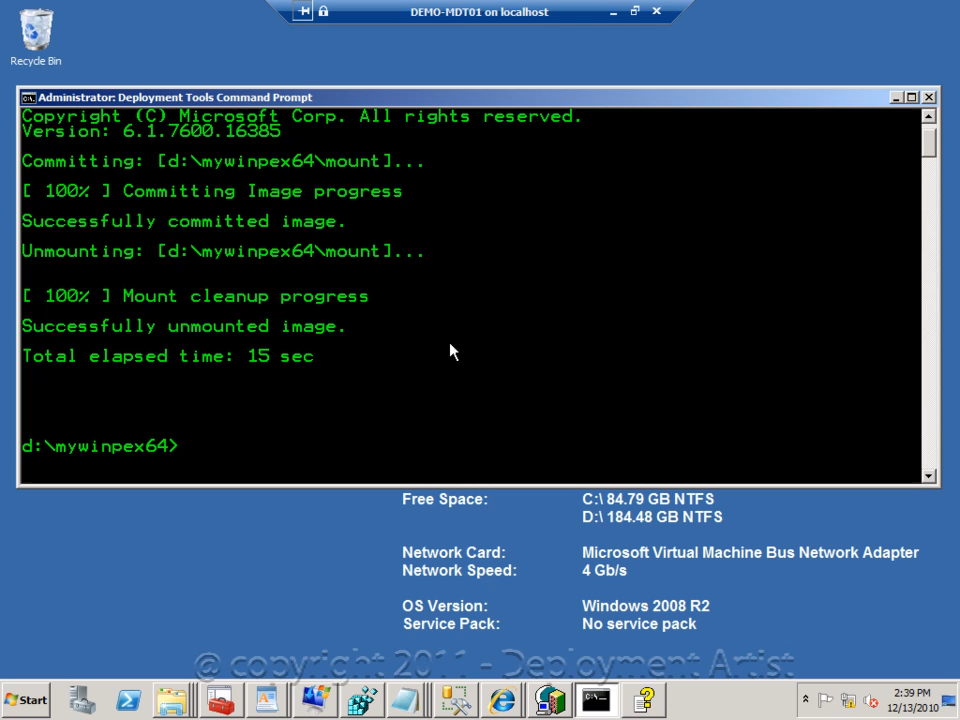 DEMO-MDT01 on localhost
Recycle Bin
Administrator: Deployment Tools Command Prompt
Copyright (C) Microsoft Corp. All rights reserved.
Version: 6.1.7600.16385
Committing: [d:\mywinpex64\mount]...
[ 100% ] Committing Image progress
Successfully committed image.
Unmounting: [d:\mywinpex64\mount]...
[ 100% ] Mount cleanup progress
Successfully unmounted image.
Total elapsed time: 15 sec
d:\mywinpex64>
Free Space: C:\ 84.79 GB NTFS
D:\ 184.48 GB NTFS
Network Card: Microsoft Virtual Machine Bus Network Adapter
Network Speed: 4 Gb/s
OS Version: Windows 2008 R2
Service Pack: No service pack
@ copyright 2011 - Deployment Artist
Start
2:39 PM
12/13/2010